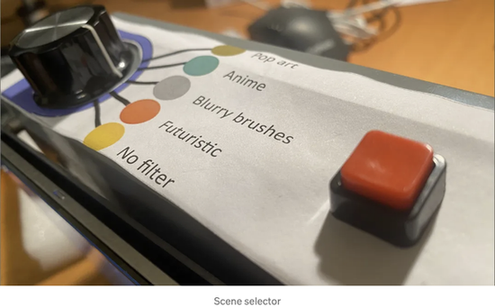 Pop art
Anime
Blurry brushes
Futuristic
No filter
Scene selector